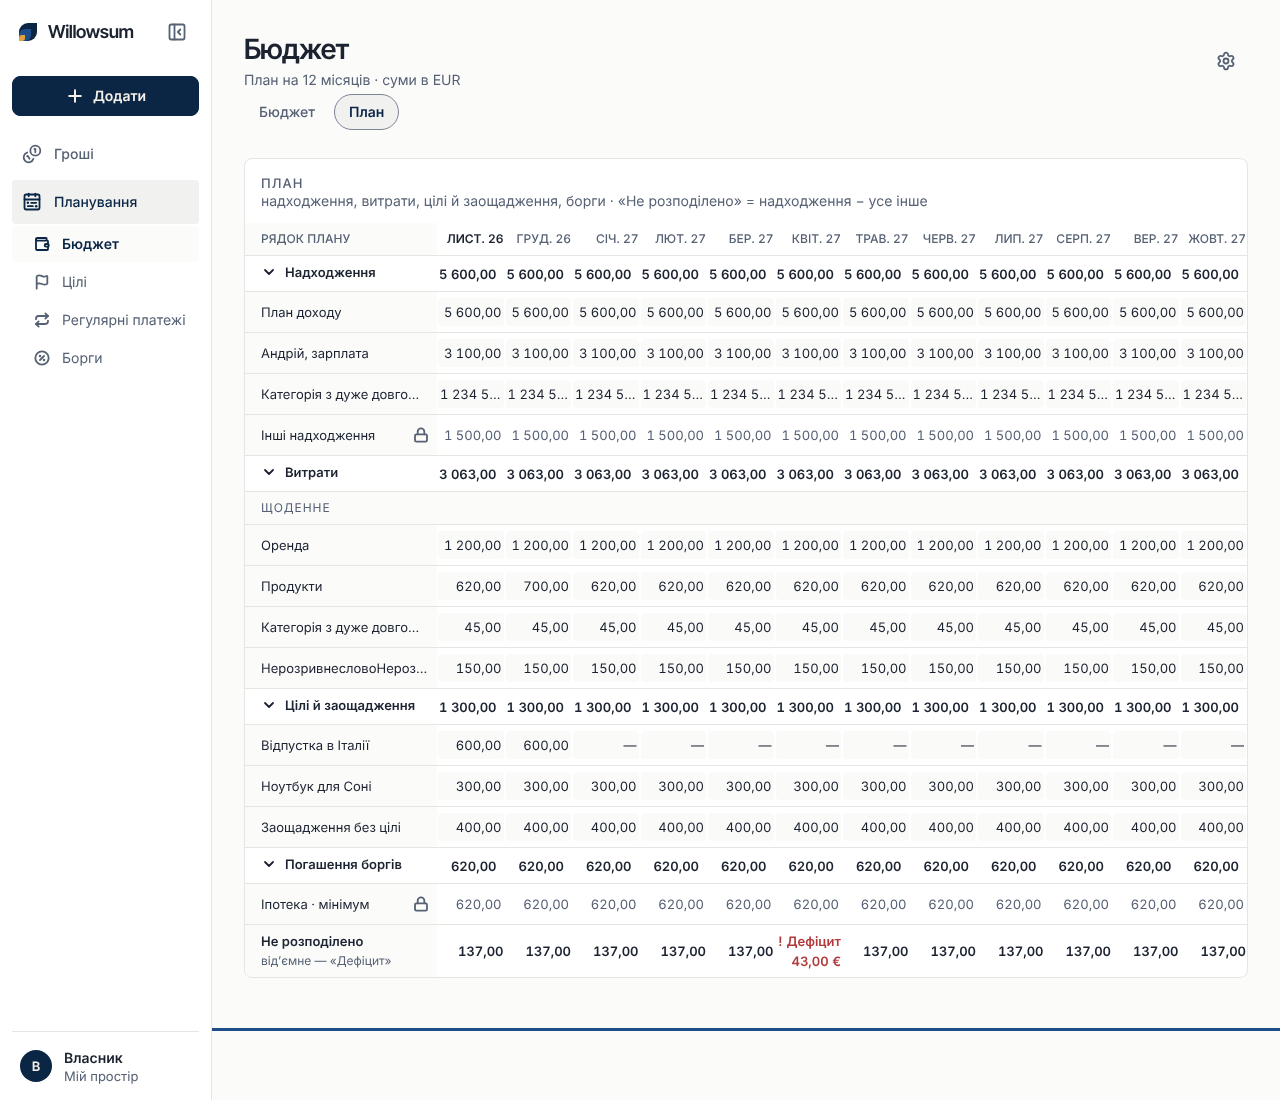 Willowsum
Додати
Гроші
Планування
Бюджет
Цілі
Регулярні платежі
Борги
В
Власник
Мій простір
Бюджет
План на 12 місяців · суми в EUR
Бюджет План
ПЛАН
надходження, витрати, цілі й заощадження, борги · «Не розподілено» = надходження − усе інше
РЯДОК ПЛАНУ ЛИСТ. 26 ГРУД. 26 СІЧ. 27 ЛЮТ. 27 БЕР. 27 КВІТ. 27 ТРАВ. 27 ЧЕРВ. 27 ЛИП. 27 СЕРП. 27 ВЕР. 27 ЖОВТ. 27
Надходження 5 600,00 5 600,00 5 600,00 5 600,00 5 600,00 5 600,00 5 600,00 5 600,00 5 600,00 5 600,00 5 600,00 5 600,00
План доходу 5 600,00 5 600,00 5 600,00 5 600,00 5 600,00 5 600,00 5 600,00 5 600,00 5 600,00 5 600,00 5 600,00 5 600,00
Андрій, зарплата 3 100,00 3 100,00 3 100,00 3 100,00 3 100,00 3 100,00 3 100,00 3 100,00 3 100,00 3 100,00 3 100,00 3 100,00
Категорія з дуже довго… 1 234 5… 1 234 5… 1 234 5… 1 234 5… 1 234 5… 1 234 5… 1 234 5… 1 234 5… 1 234 5… 1 234 5… 1 234 5… 1 234 5…
Інші надходження 1 500,00 1 500,00 1 500,00 1 500,00 1 500,00 1 500,00 1 500,00 1 500,00 1 500,00 1 500,00 1 500,00 1 500,00
Витрати 3 063,00 3 063,00 3 063,00 3 063,00 3 063,00 3 063,00 3 063,00 3 063,00 3 063,00 3 063,00 3 063,00 3 063,00
ЩОДЕННЕ
Оренда 1 200,00 1 200,00 1 200,00 1 200,00 1 200,00 1 200,00 1 200,00 1 200,00 1 200,00 1 200,00 1 200,00 1 200,00
Продукти 620,00 700,00 620,00 620,00 620,00 620,00 620,00 620,00 620,00 620,00 620,00 620,00
Категорія з дуже довго… 45,00 45,00 45,00 45,00 45,00 45,00 45,00 45,00 45,00 45,00 45,00 45,00
НерозривнесловоНероз… 150,00 150,00 150,00 150,00 150,00 150,00 150,00 150,00 150,00 150,00 150,00 150,00
Цілі й заощадження 1 300,00 1 300,00 1 300,00 1 300,00 1 300,00 1 300,00 1 300,00 1 300,00 1 300,00 1 300,00 1 300,00 1 300,00
Відпустка в Італії 600,00 600,00 — — — — — — — — — —
Ноутбук для Соні 300,00 300,00 300,00 300,00 300,00 300,00 300,00 300,00 300,00 300,00 300,00 300,00
Заощадження без цілі 400,00 400,00 400,00 400,00 400,00 400,00 400,00 400,00 400,00 400,00 400,00 400,00
Погашення боргів 620,00 620,00 620,00 620,00 620,00 620,00 620,00 620,00 620,00 620,00 620,00 620,00
Іпотека · мінімум 620,00 620,00 620,00 620,00 620,00 620,00 620,00 620,00 620,00 620,00 620,00 620,00
Не розподілено 137,00 137,00 137,00 137,00 137,00 ! Дефіцит 137,00 137,00 137,00 137,00 137,00 137,00
від’ємне — «Дефіцит» 43,00 €